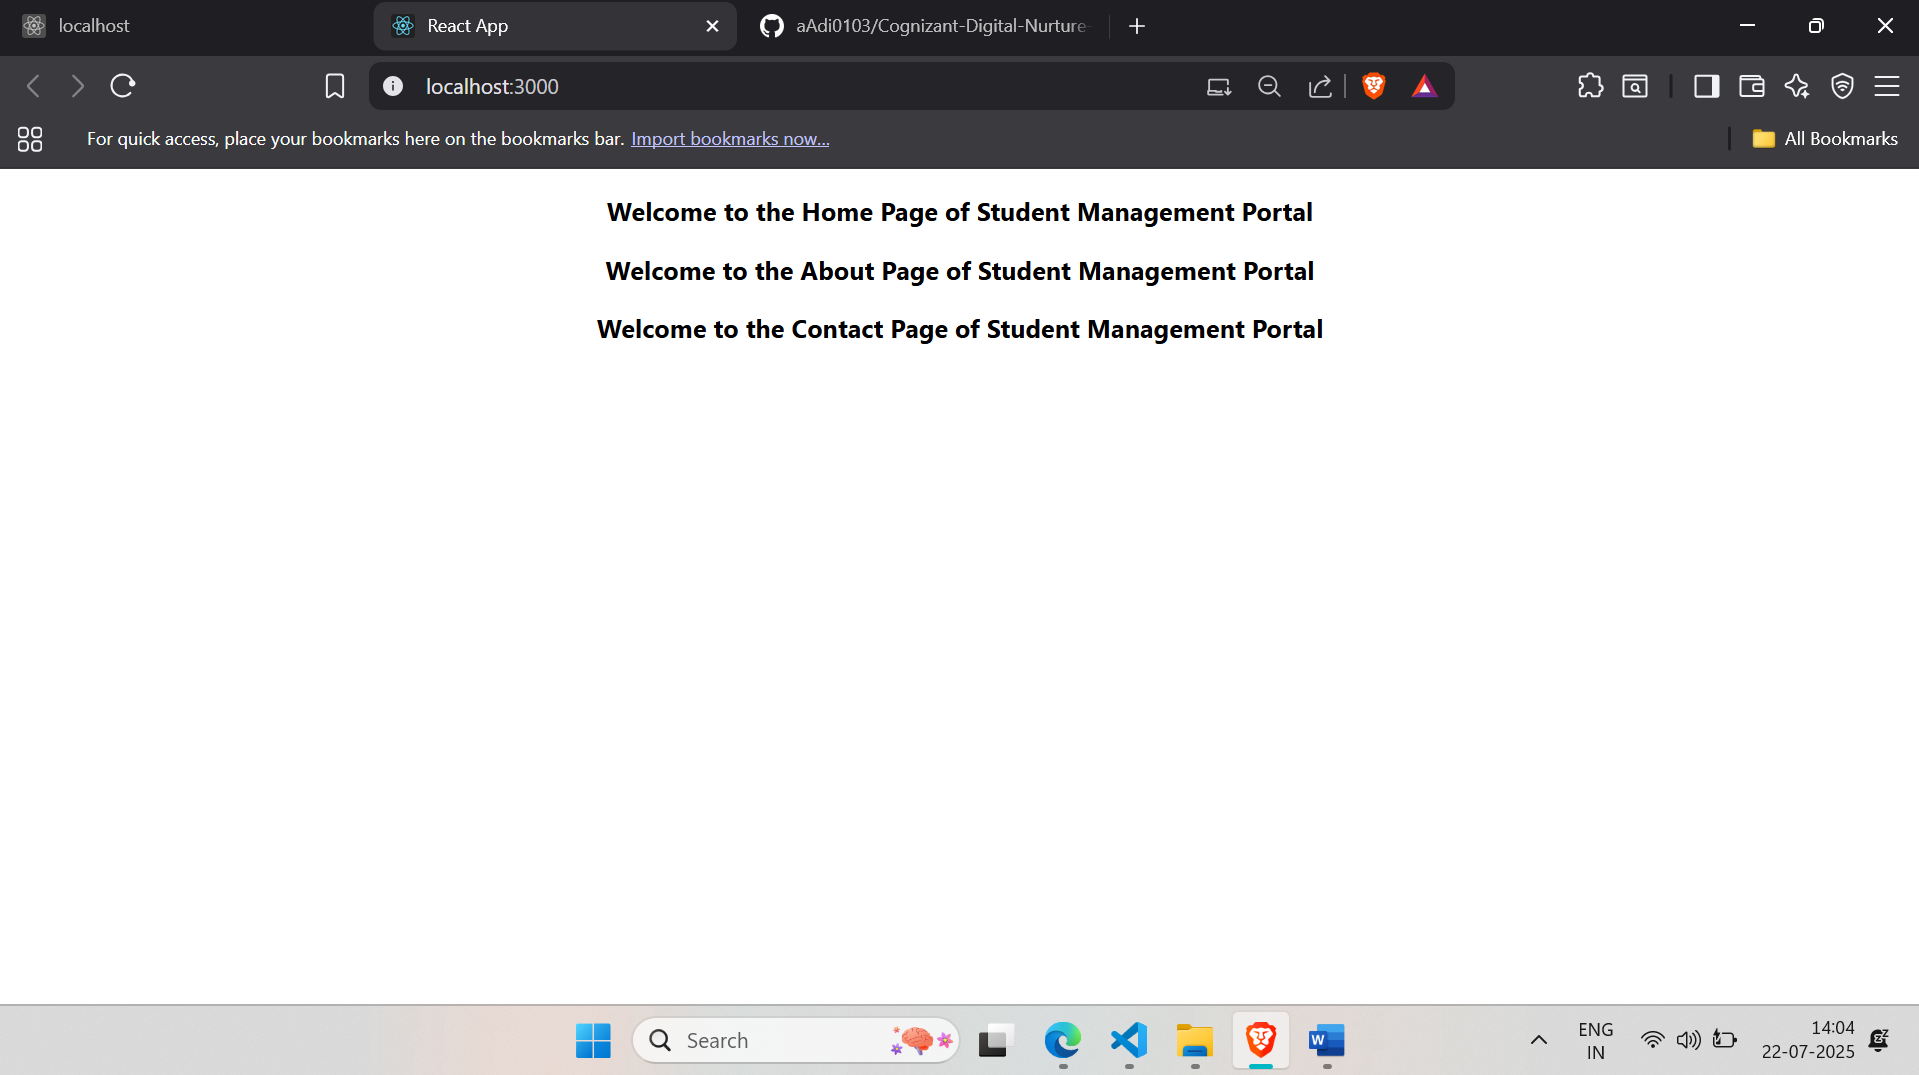 localhost
React App
aAdi0103/Cognizant-Digital-Nurture-
localhost:3000
For quick access, place your bookmarks here on the bookmarks bar. Import bookmarks now...
All Bookmarks
Welcome to the Home Page of Student Management Portal
Welcome to the About Page of Student Management Portal
Welcome to the Contact Page of Student Management Portal
Search
W
ENG
IN
14:04
22-07-2025